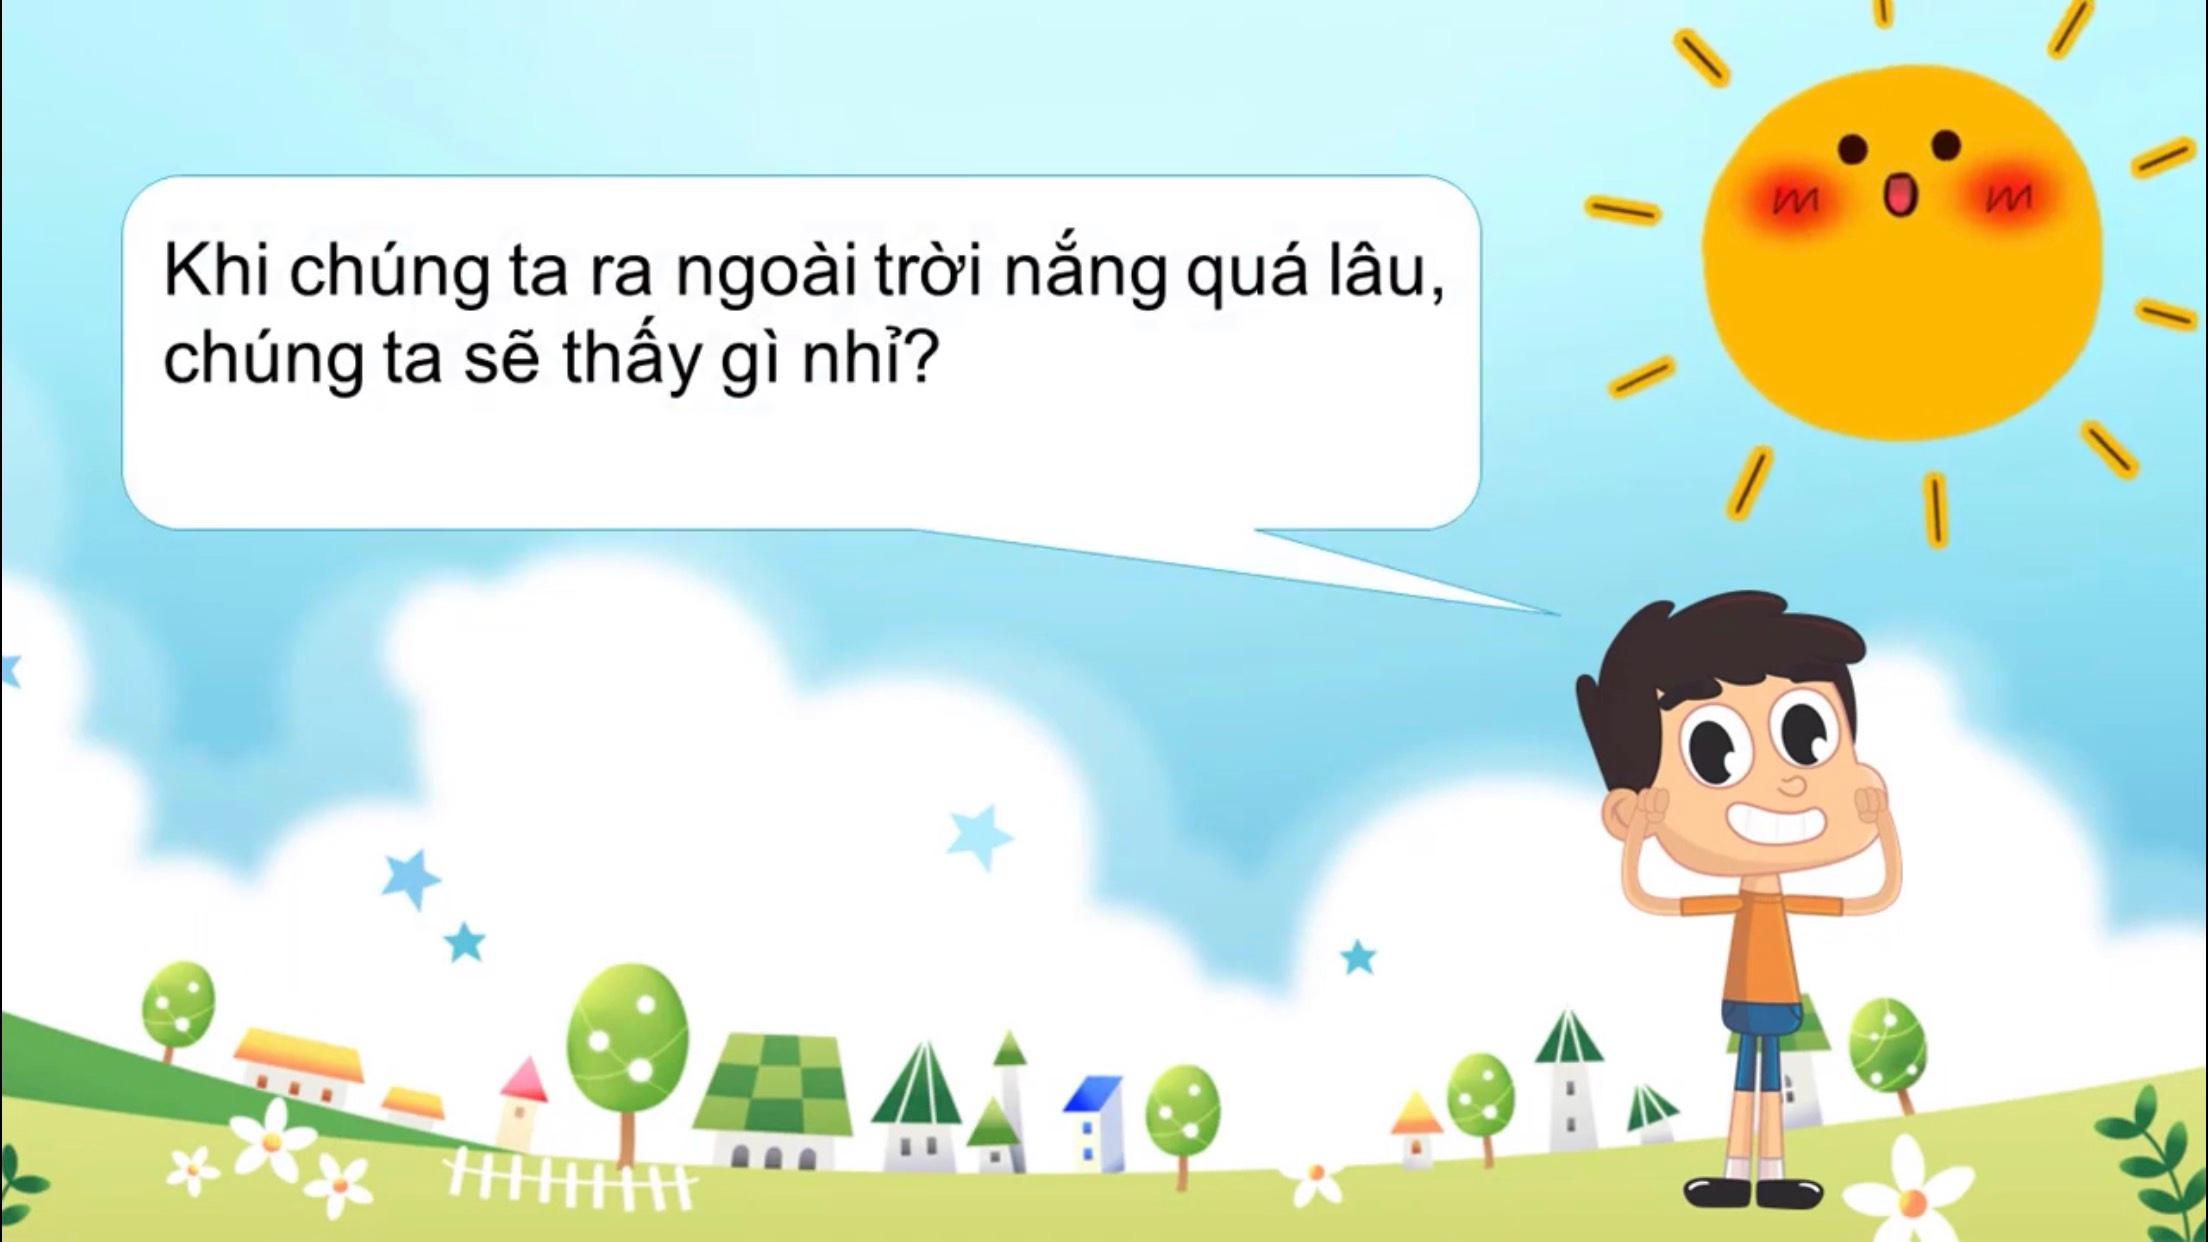 Khi chúng ta ra ngoài trời nắng quá lâu,
chúng ta sẽ thấy gì nhỉ?